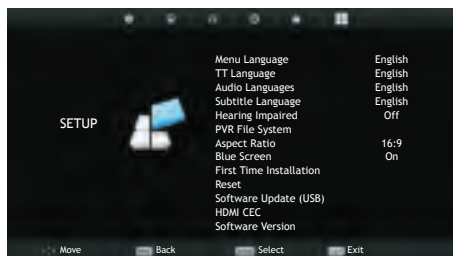 Menu Language English
TT Language English
Audio Languages English
Subtitle Language English
Hearing Impaired Off
SETUP
PVR File System
Aspect Ratio 16:9
Blue Screen On
First Time Installation
Reset
Software Update (USB)
HDMI CEC
Software Version
Move Back Select Exit